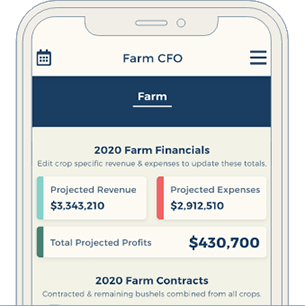 Farm CFO
Farm
2020 Farm Financials
Edit crop specific revenue & expenses to update these totals.
Projected Revenue
$3,343,210
Projected Expenses
$2,912,510
Total Projected Profits $430,700
2020 Farm Contracts
Contracted & remaining bushels combined from all crops.